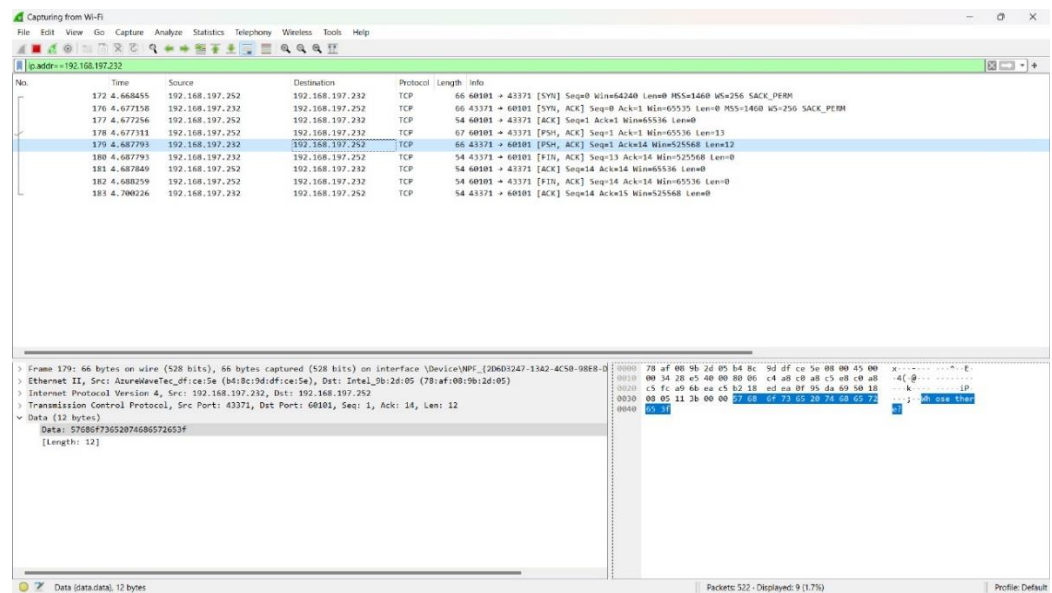 Capturing from Wi-Fi
File Edit View Go Capture Analyze Statistics Telephony Wireless Tools Help
ip.addr==192.168.197.232
No. Time Source Destination Protocol Length Info
172 4.668455 192.168.197.252 192.168.197.232 TCP 66 60101 → 43371 [SYN] Seq=0 Win=64240 Len=0 MSS=1460 WS=256 SACK_PERM
176 4.677158 192.168.197.232 192.168.197.252 TCP 66 43371 → 60101 [SYN, ACK] Seq=0 Ack=1 Win=65535 Len=0 MSS=1460 WS=256 SACK_PERM
177 4.677256 192.168.197.252 192.168.197.232 TCP 54 60101 → 43371 [ACK] Seq=1 Ack=1 Win=65536 Len=0
178 4.677311 192.168.197.252 192.168.197.232 TCP 67 60101 → 43371 [PSH, ACK] Seq=1 Ack=1 Win=65536 Len=13
179 4.687793 192.168.197.232 192.168.197.252 TCP 66 43371 → 60101 [PSH, ACK] Seq=1 Ack=14 Win=525568 Len=12
180 4.687793 192.168.197.232 192.168.197.252 TCP 54 43371 → 60101 [FIN, ACK] Seq=13 Ack=14 Win=525568 Len=0
181 4.687849 192.168.197.252 192.168.197.232 TCP 54 60101 → 43371 [ACK] Seq=14 Ack=14 Win=65536 Len=0
182 4.688259 192.168.197.252 192.168.197.232 TCP 54 60101 → 43371 [FIN, ACK] Seq=14 Ack=14 Win=65536 Len=0
183 4.700226 192.168.197.232 192.168.197.252 TCP 54 43371 → 60101 [ACK] Seq=14 Ack=15 Win=525568 Len=0
Frame 179: 66 bytes on wire (528 bits), 66 bytes captured (528 bits) on interface \Device\NPF_{2D6D3247-13A2-4C50-98E8-D
Ethernet II, Src: AzureWaveTec_df:ce:5e (b4:8c:9d:df:ce:5e), Dst: Intel_9b:2d:05 (78:af:08:9b:2d:05)
Internet Protocol Version 4, Src: 192.168.197.232, Dst: 192.168.197.252
Transmission Control Protocol, Src Port: 43371, Dst Port: 60101, Seq: 1, Ack: 14, Len: 12
Data (12 bytes)
Data: 57686f73652074686572653f
[Length: 12]
0000 78 af 08 9b 2d 05 b4 8c 9d df ce 5e 08 00 45 00 x···-··· ···^··E·
0010 00 34 28 e5 40 00 80 06 c4 a8 c0 a8 c5 e8 c0 a8 ·4(·@··· ········
0020 c5 fc a9 6b ea c5 b2 18 ed ea 0f 95 da 69 50 18 ···k···· ·····iP·
0030 08 05 11 3b 00 00 57 68 6f 73 65 20 74 68 65 72 ···;··Wh ose ther
0040 65 3f e?
Data (data.data), 12 bytes
Packets: 522 · Displayed: 9 (1.7%)
Profile: Default